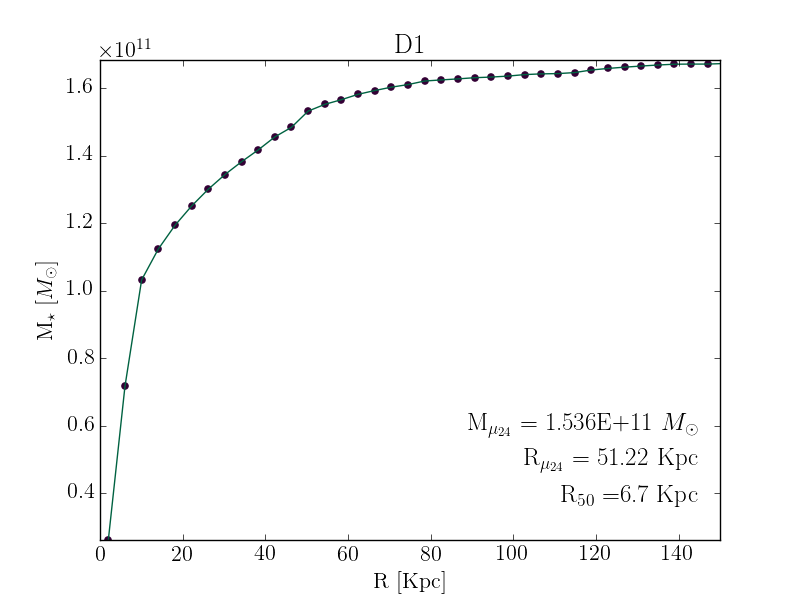 D1
×10¹¹
1.6
1.4
1.2
1.0
0.8
0.6
0.4
M⋆ [M⊙]
M_μ₂₄ = 1.536E+11 M⊙
R_μ₂₄ = 51.22 Kpc
R₅₀ =6.7 Kpc
0 20 40 60 80 100 120 140
R [Kpc]